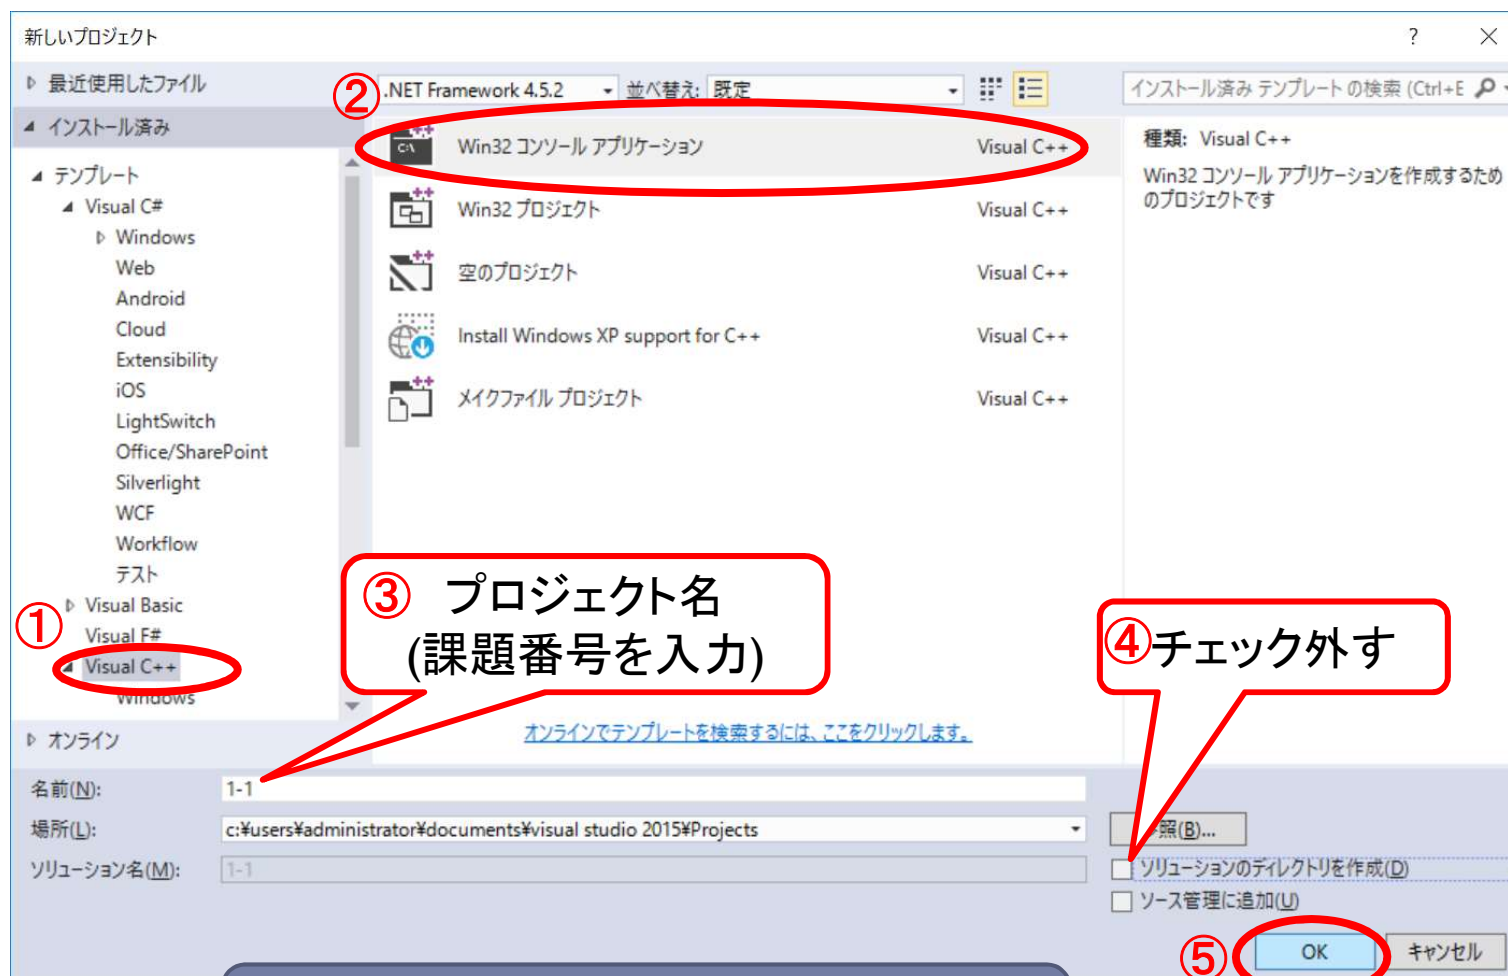 新しいプロジェクト
? ×
最近使用したファイル
② .NET Framework 4.5.2 並べ替え: 既定
インストール済み テンプレート の検索 (Ctrl+E
インストール済み
テンプレート
Visual C#
Windows
Web
Android
Cloud
Extensibility
iOS
LightSwitch
Office/SharePoint
Silverlight
WCF
Workflow
テスト
Visual Basic
①
Visual F#
Visual C++
Windows
オンライン
Win32 コンソール アプリケーション Visual C++
Win32 プロジェクト Visual C++
空のプロジェクト Visual C++
Install Windows XP support for C++ Visual C++
メイクファイル プロジェクト Visual C++
種類: Visual C++
Win32 コンソール アプリケーションを作成するため
のプロジェクトです
③ プロジェクト名
(課題番号を入力)
④チェック外す
オンラインでテンプレートを検索するには、ここをクリックします。
名前(N): 1-1
場所(L): c:¥users¥administrator¥documents¥visual studio 2015¥Projects
照(B)...
ソリューション名(M): 1-1
ソリューションのディレクトリを作成(D)
ソース管理に追加(U)
⑤ OK キャンセル